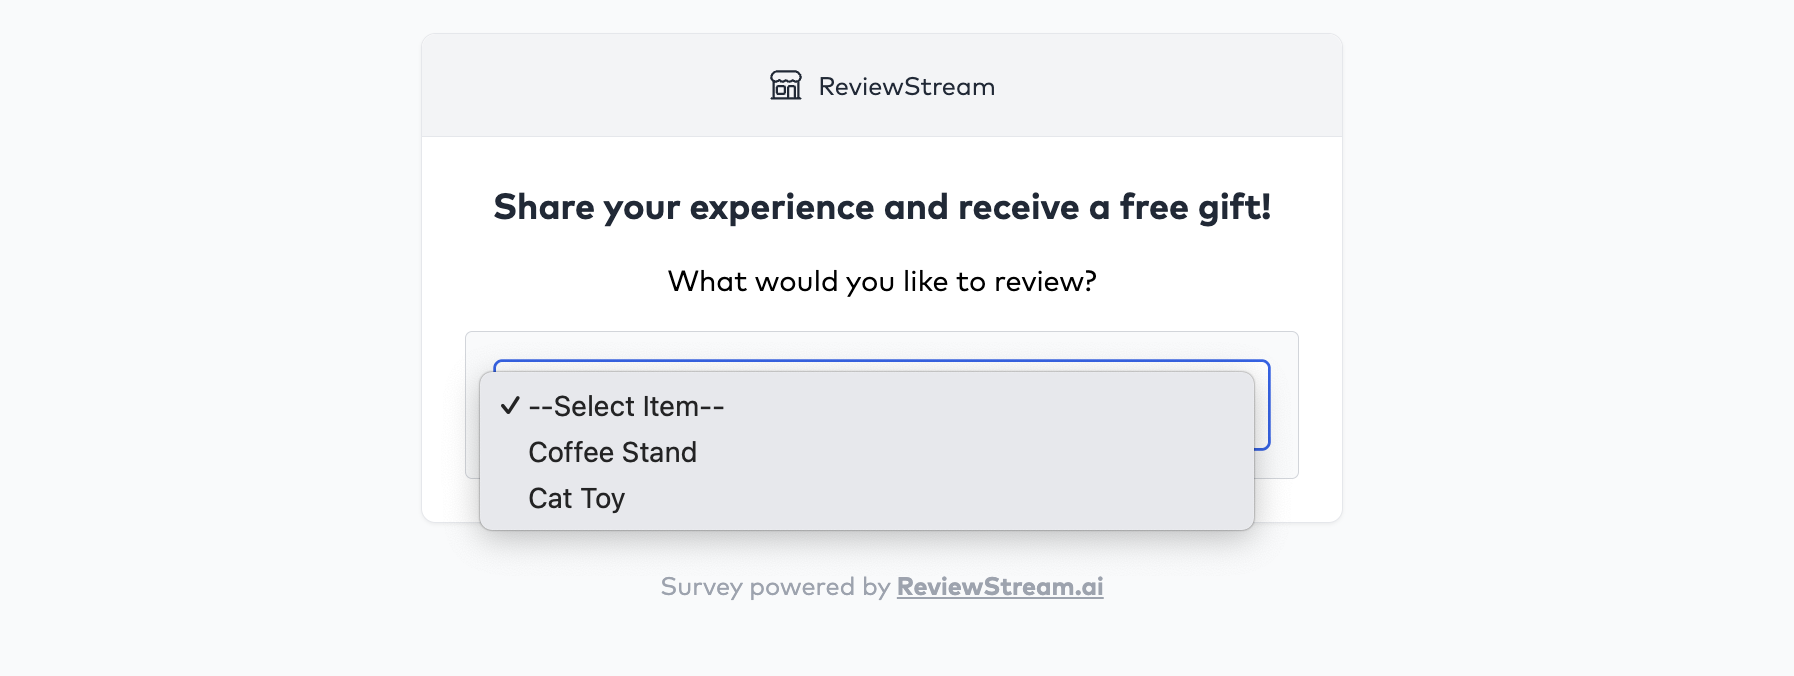 ReviewStream
Share your experience and receive a free gift!
What would you like to review?
--Select Item--
Coffee Stand
Cat Toy
Survey powered by ReviewStream.ai